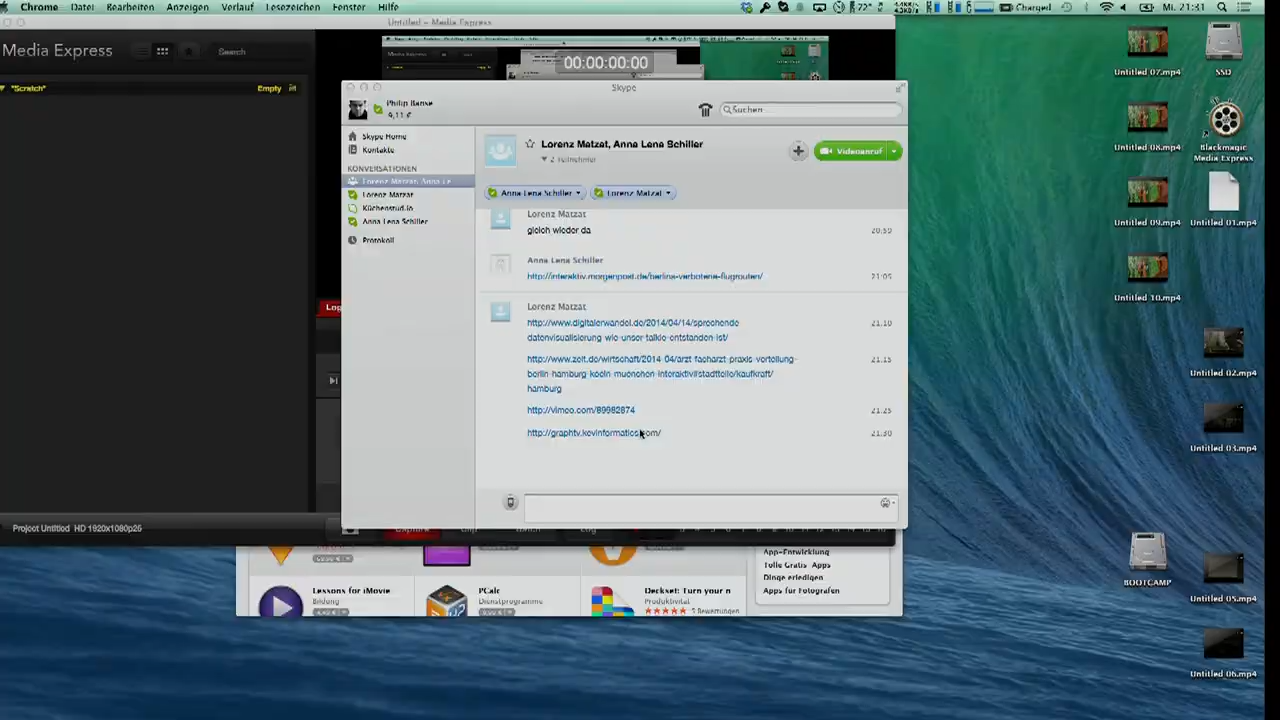 Chrome Datei Bearbeiten Anzeigen Verlauf Lesezeichen Fenster Hilfe
72° Charged Mi. 21:31
Untitled – Media Express
Media Express
Search
*Scratch*
Empty
00:00:00:00
Skype
Philip Banse
9,11 €
Suchen
Skype Home
Kontakte
KONVERSATIONEN
Lorenz Matzat, Anna Le
Lorenz Matzat
Küchenstud.io
Anna Lena Schiller
Protokoll
Lorenz Matzat, Anna Lena Schiller
2 Teilnehmer
Videoanruf
Anna Lena Schiller
Lorenz Matzat
Lorenz Matzat
gleich wieder da
20:59
Anna Lena Schiller
http://interaktiv.morgenpost.de/berlins-verbotene-flugrouten/
21:05
Lorenz Matzat
http://www.digitalerwandel.de/2014/04/14/sprechende
datenvisualisierung-wie-unser-talkie-entstanden-ist/
21:10
http://www.zeit.de/wirtschaft/2014-04/arzt-facharzt-praxis-verteilung-
berlin-hamburg-koeln-muenchen-interaktiv/stadtteile/kaufkraft/
hamburg
21:15
http://vimeo.com/89982874
21:25
http://graphtv.kevinformatics.com/
21:30
Log
Project Untitled HD 1920x1080p25
Lessons for iMovie
Bildung
PCalc
Dienstprogramme
Deckset: Turn your n
Produktivität
5 Bewertungen
App-Entwicklung
Tolle Gratis-Apps
Dinge erledigen
Apps für Fotografen
Untitled 07.mp4
SSD
Untitled 08.mp4
Blackmagic
Media Express
Untitled 09.mp4
Untitled 01.mp4
Untitled 10.mp4
Untitled 02.mp4
Untitled 03.mp4
BOOTCAMP
Untitled 05.mp4
Untitled 06.mp4